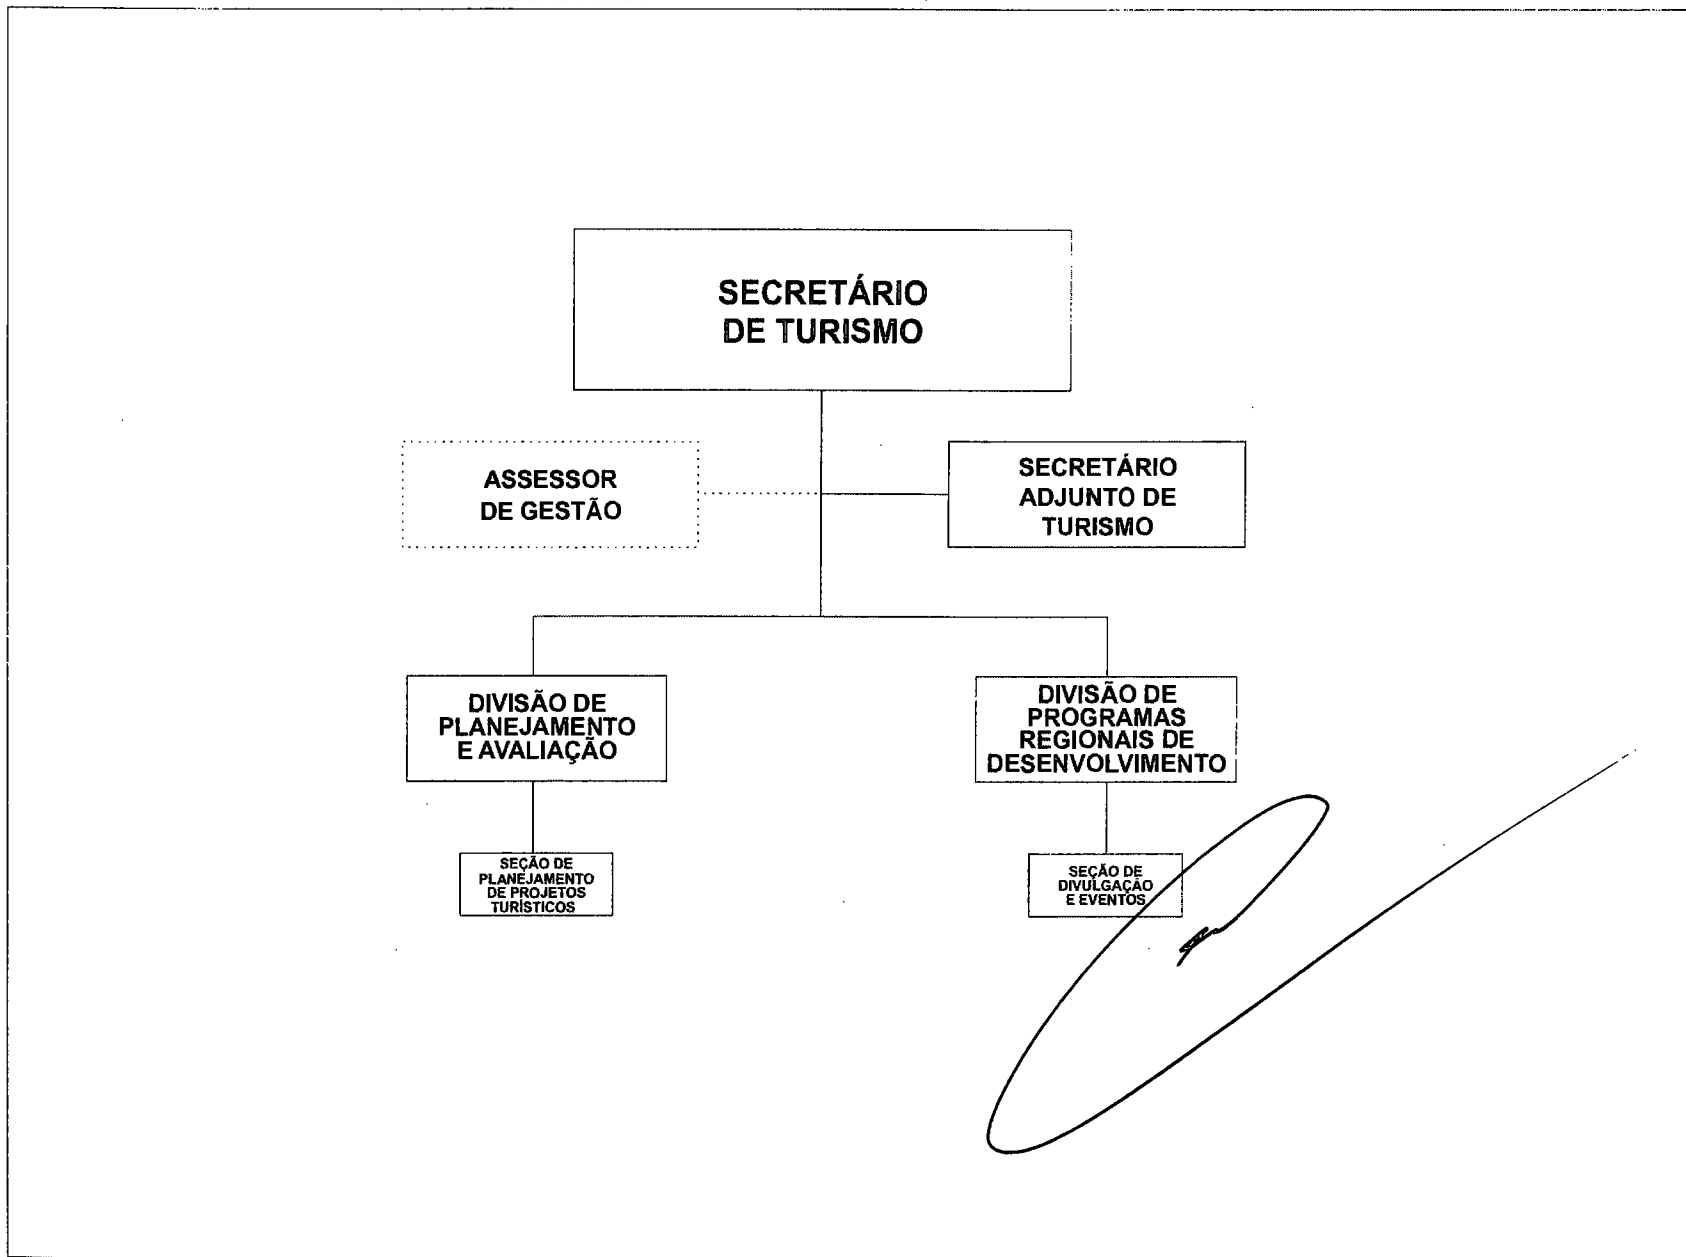 SECRETÁRIO
DE TURISMO
ASSESSOR
DE GESTÃO
SECRETÁRIO
ADJUNTO DE
TURISMO
DIVISÃO DE
PLANEJAMENTO
E AVALIAÇÃO
DIVISÃO DE
PROGRAMAS
REGIONAIS DE
DESENVOLVIMENTO
SEÇÃO DE
PLANEJAMENTO
DE PROJETOS
TURÍSTICOS
SEÇÃO DE
DIVULGAÇÃO
E EVENTOS